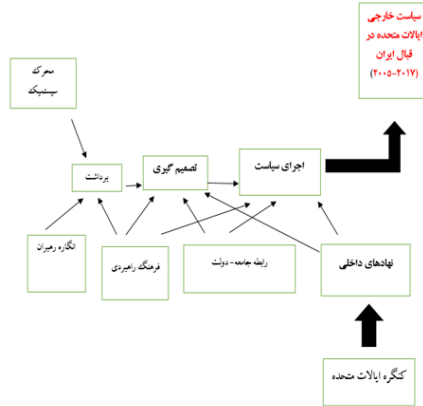 سیاست خارجی
ایالات متحده در
قبال ایران
(۲۰۰۵-۲۰۱۷)
محرک
سیستمیک
برداشت
تصمیم گیری
اجرای سیاست
انگاره رهبران
فرهنگ راهبردی
رابطه جامعه- دولت
نهادهای داخلی
کنگره ایالات متحده